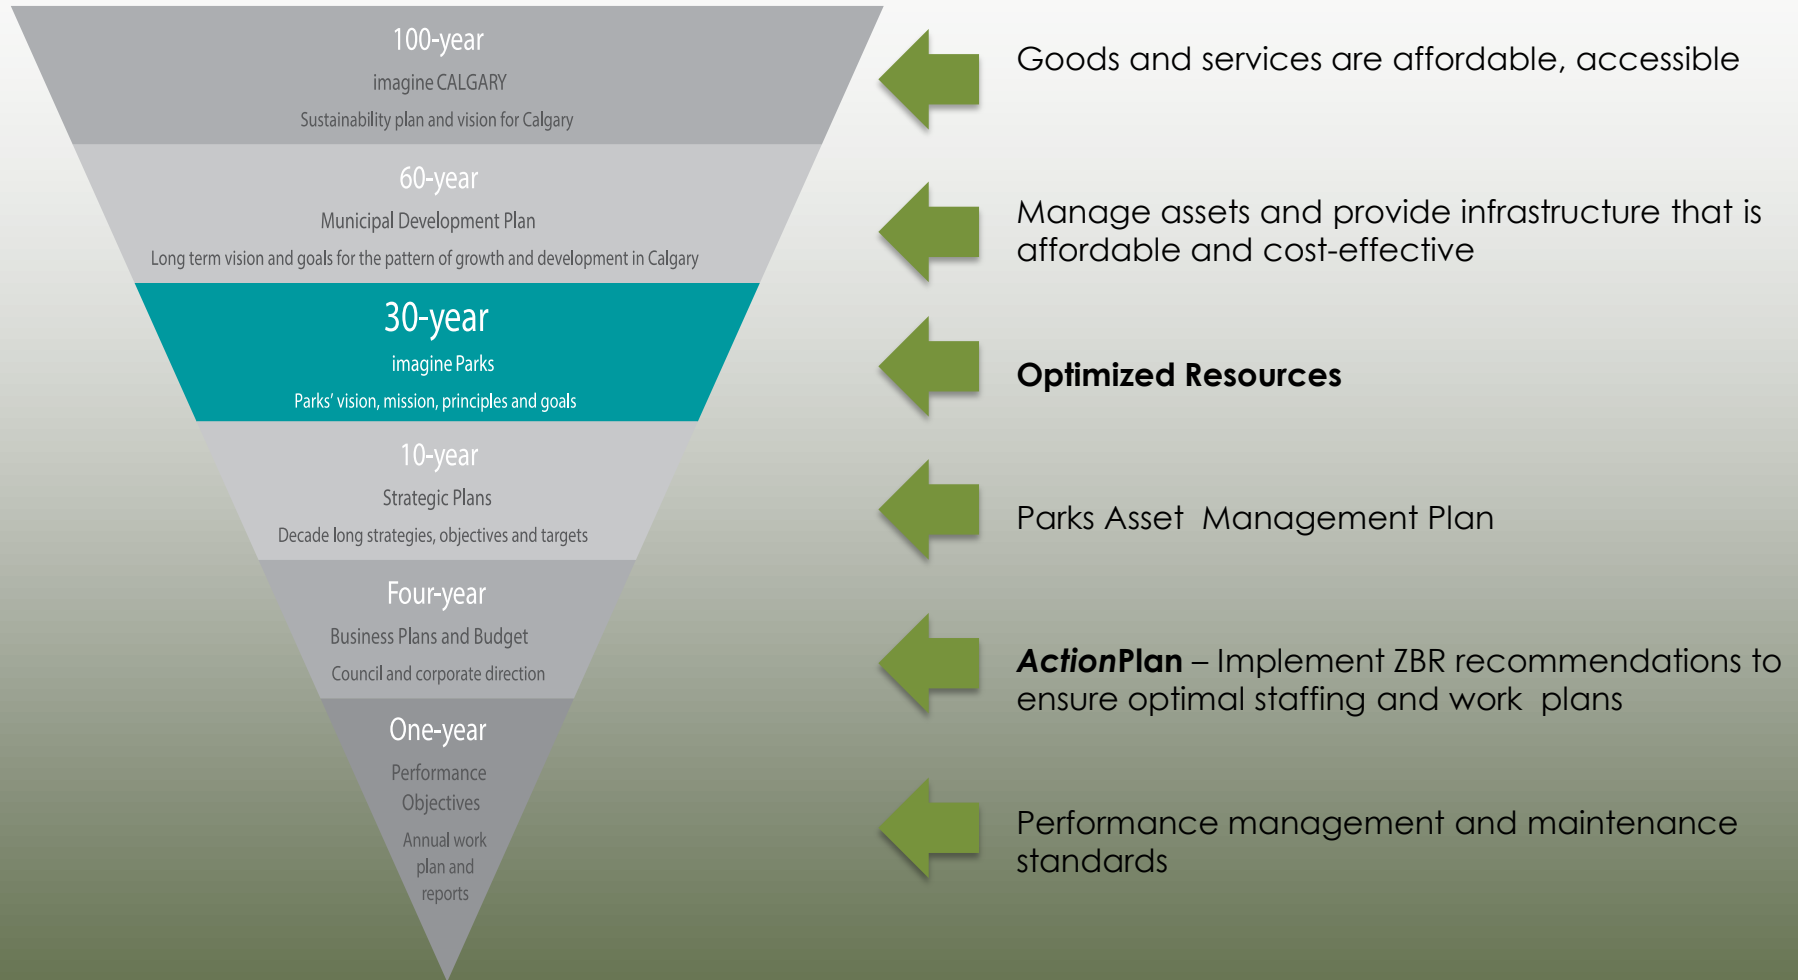 100-year
imagine CALGARY
Sustainability plan and vision for Calgary
Goods and services are affordable, accessible
60-year
Municipal Development Plan
Long term vision and goals for the pattern of growth and development in Calgary
Manage assets and provide infrastructure that is
affordable and cost-effective
30-year
imagine Parks
Parks' vision, mission, principles and goals
Optimized Resources
10-year
Strategic Plans
Decade long strategies, objectives and targets
Parks Asset  Management Plan
Four-year
Business Plans and Budget
Council and corporate direction
ActionPlan – Implement ZBR recommendations to
ensure optimal staffing and work  plans
One-year
Performance
Objectives
Annual work
plan and
reports
Performance management and maintenance
standards